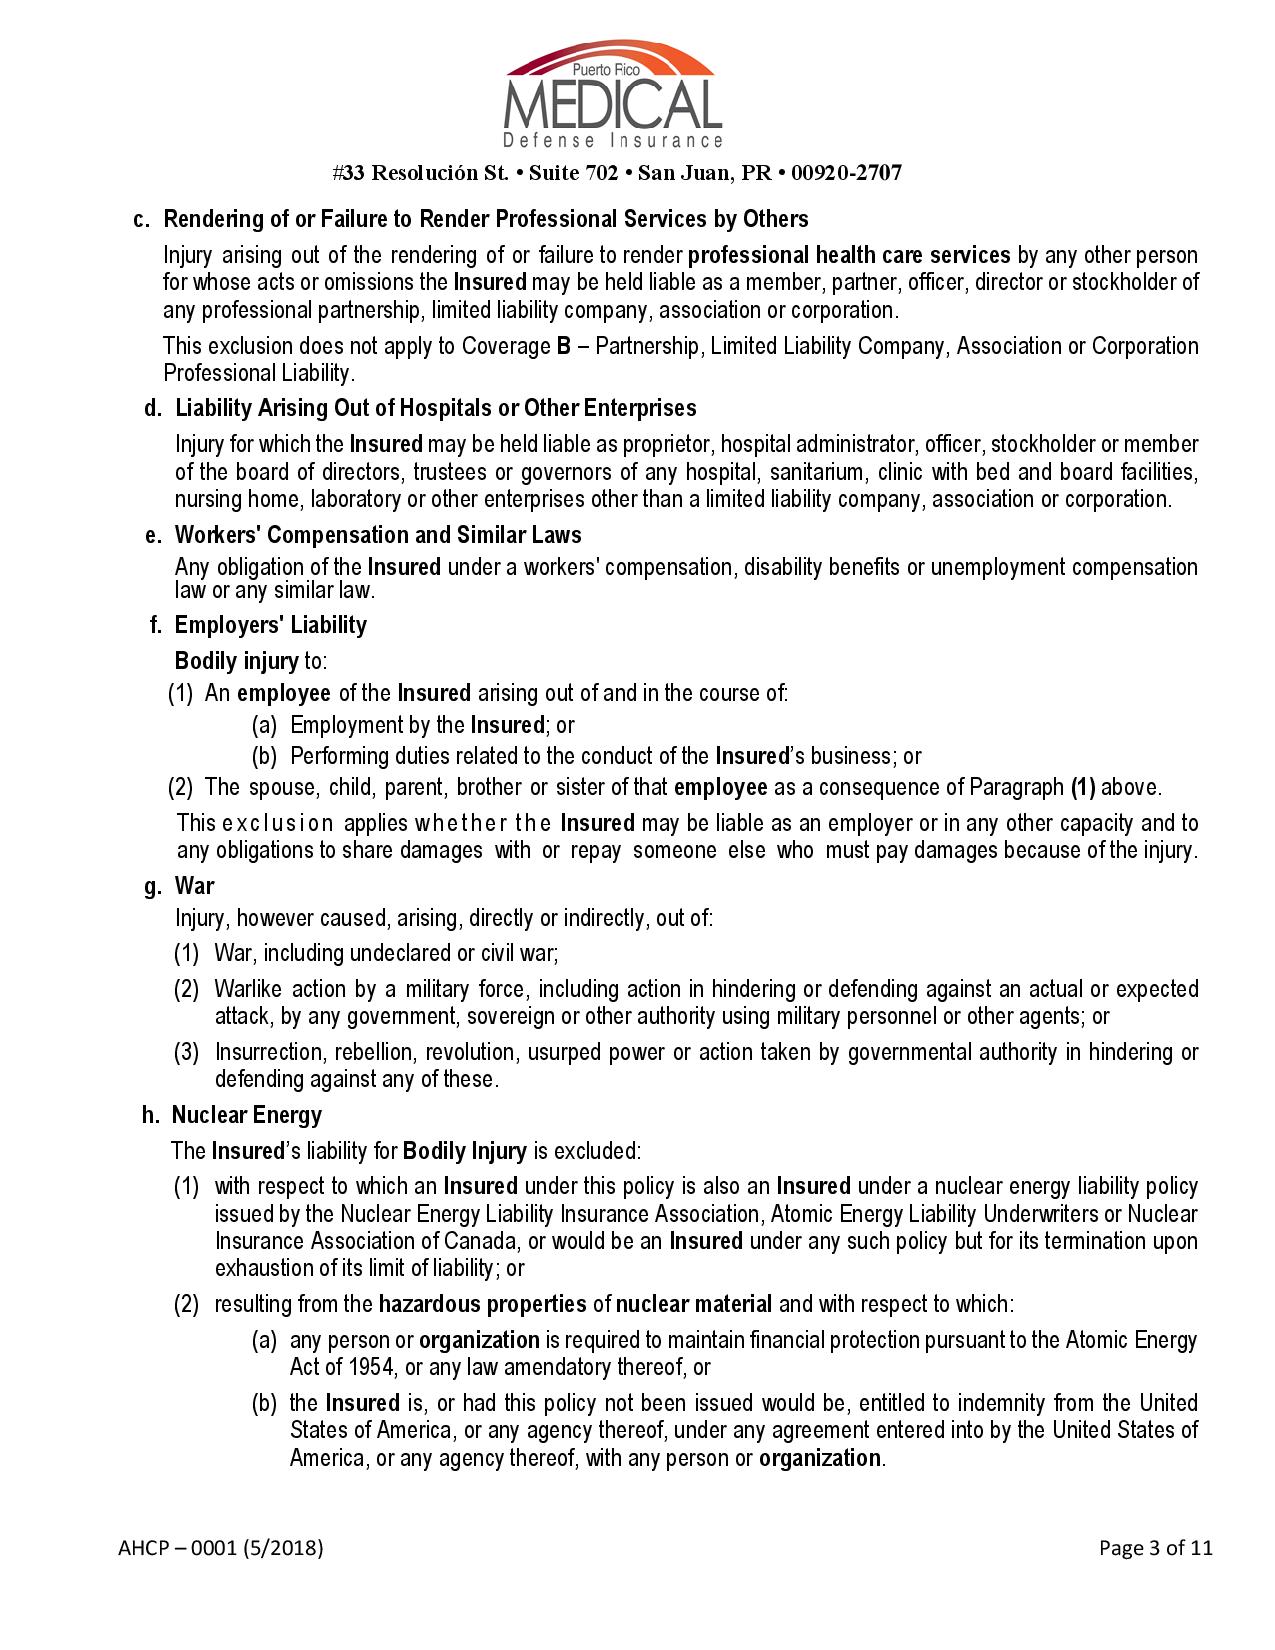 Puerto Rico
MEDICAL
Defense Insurance
#33 Resolución St. • Suite 702 • San Juan, PR • 00920-2707
c. Rendering of or Failure to Render Professional Services by Others
Injury arising out of the rendering of or failure to render professional health care services by any other person
for whose acts or omissions the Insured may be held liable as a member, partner, officer, director or stockholder of
any professional partnership, limited liability company, association or corporation.
This exclusion does not apply to Coverage B – Partnership, Limited Liability Company, Association or Corporation
Professional Liability.
d. Liability Arising Out of Hospitals or Other Enterprises
Injury for which the Insured may be held liable as proprietor, hospital administrator, officer, stockholder or member
of the board of directors, trustees or governors of any hospital, sanitarium, clinic with bed and board facilities,
nursing home, laboratory or other enterprises other than a limited liability company, association or corporation.
e. Workers' Compensation and Similar Laws
Any obligation of the Insured under a workers' compensation, disability benefits or unemployment compensation
law or any similar law.
f. Employers' Liability
Bodily injury to:
(1) An employee of the Insured arising out of and in the course of:
(a) Employment by the Insured; or
(b) Performing duties related to the conduct of the Insured’s business; or
(2) The spouse, child, parent, brother or sister of that employee as a consequence of Paragraph (1) above.
This exclusion applies whether the Insured may be liable as an employer or in any other capacity and to
any obligations to share damages with or repay someone else who must pay damages because of the injury.
g. War
Injury, however caused, arising, directly or indirectly, out of:
(1) War, including undeclared or civil war;
(2) Warlike action by a military force, including action in hindering or defending against an actual or expected
attack, by any government, sovereign or other authority using military personnel or other agents; or
(3) Insurrection, rebellion, revolution, usurped power or action taken by governmental authority in hindering or
defending against any of these.
h. Nuclear Energy
The Insured’s liability for Bodily Injury is excluded:
(1) with respect to which an Insured under this policy is also an Insured under a nuclear energy liability policy
issued by the Nuclear Energy Liability Insurance Association, Atomic Energy Liability Underwriters or Nuclear
Insurance Association of Canada, or would be an Insured under any such policy but for its termination upon
exhaustion of its limit of liability; or
(2) resulting from the hazardous properties of nuclear material and with respect to which:
(a) any person or organization is required to maintain financial protection pursuant to the Atomic Energy
Act of 1954, or any law amendatory thereof, or
(b) the Insured is, or had this policy not been issued would be, entitled to indemnity from the United
States of America, or any agency thereof, under any agreement entered into by the United States of
America, or any agency thereof, with any person or organization.
AHCP – 0001 (5/2018)
Page 3 of 11